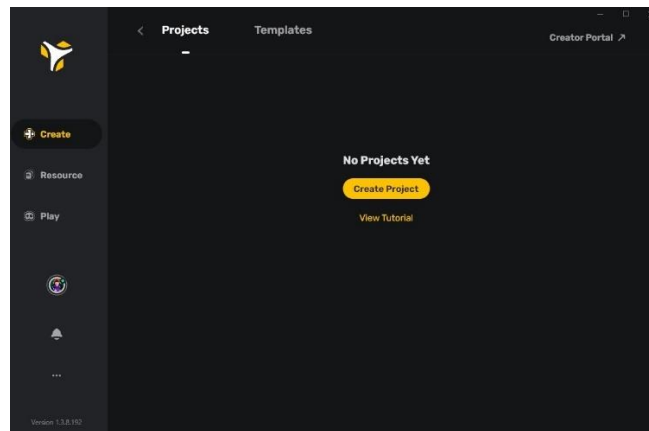 Projects
Templates
Creator Portal
Create
Resource
Play
No Projects Yet
Create Project
View Tutorial
Version 1.3.8.192